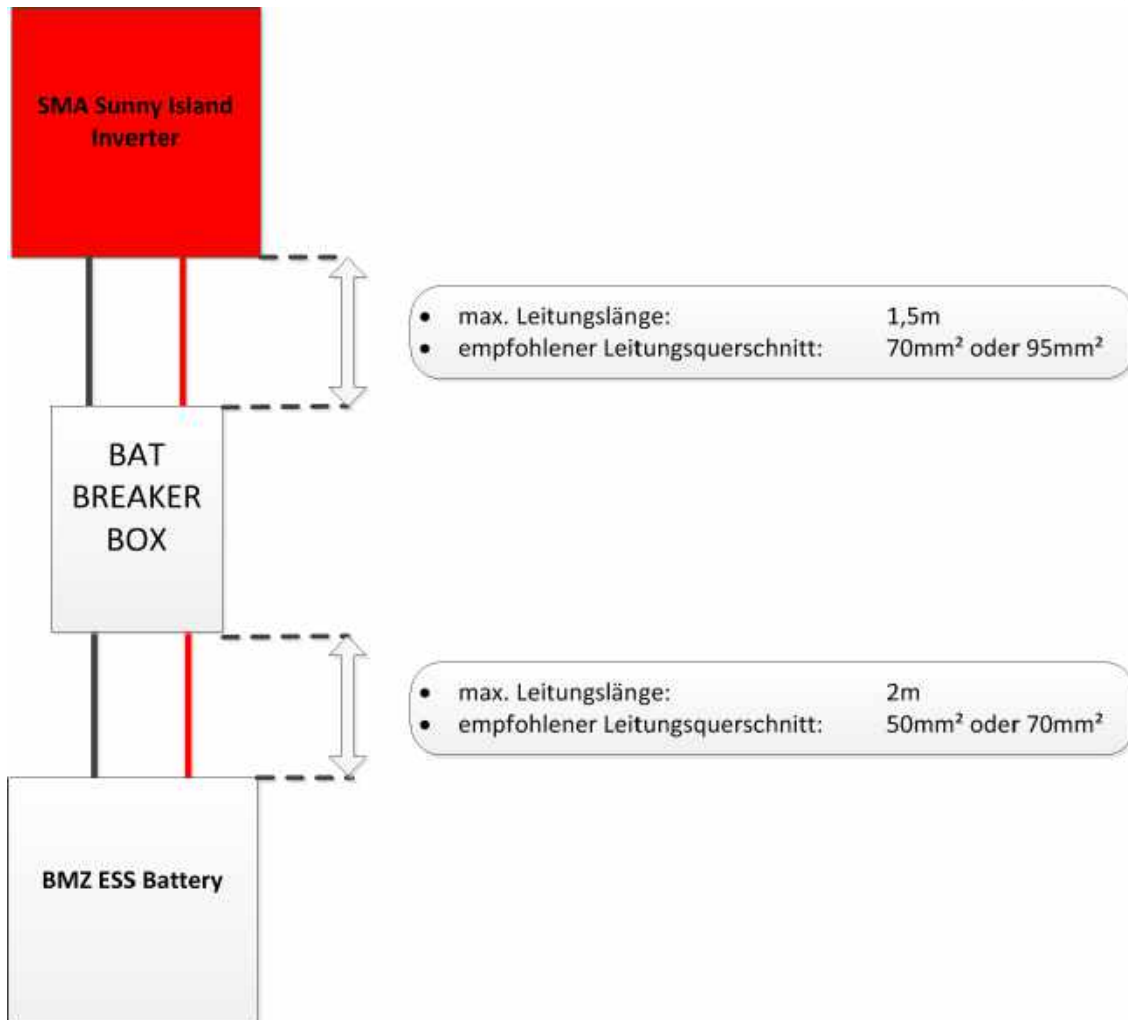 SMA Sunny Island
Inverter
• max. Leitungslänge: 1,5m
• empfohlener Leitungsquerschnitt: 70mm² oder 95mm²
BAT
BREAKER
BOX
• max. Leitungslänge: 2m
• empfohlener Leitungsquerschnitt: 50mm² oder 70mm²
BMZ ESS Battery